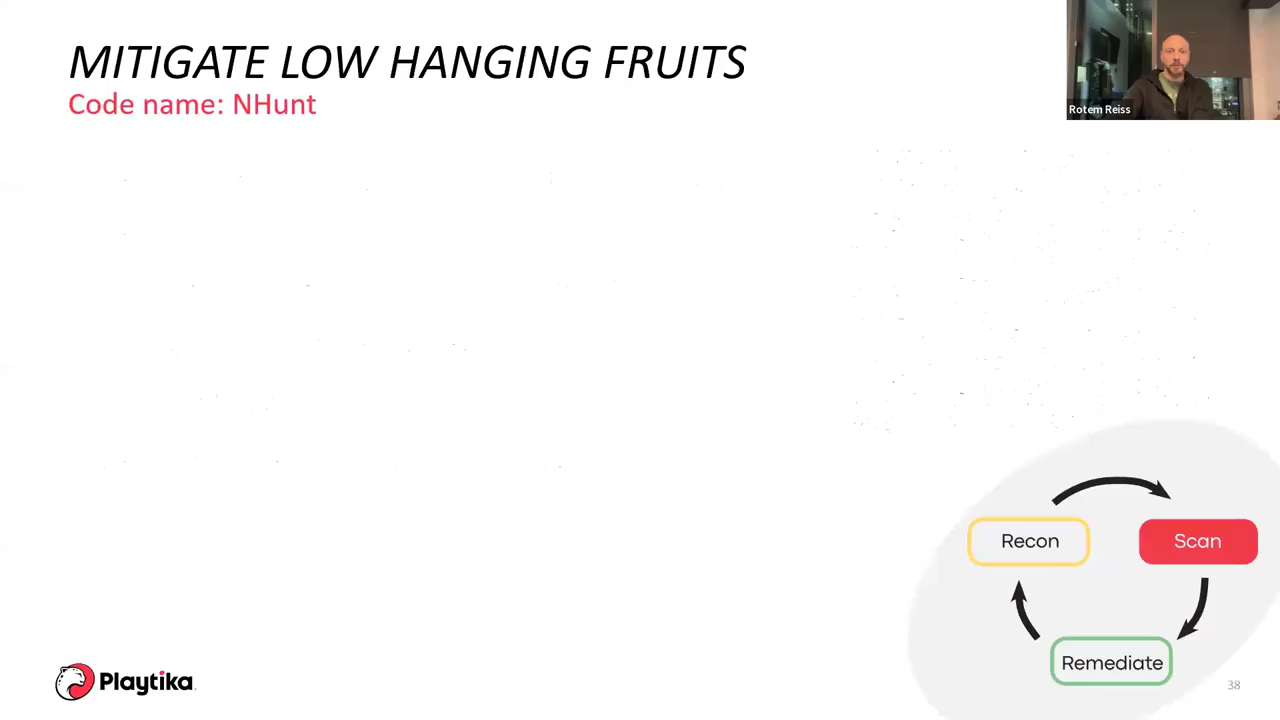 MITIGATE LOW HANGING FRUITS
Code name: NHunt
Rotem Reiss
Recon
Scan
Remediate
Playtika
38